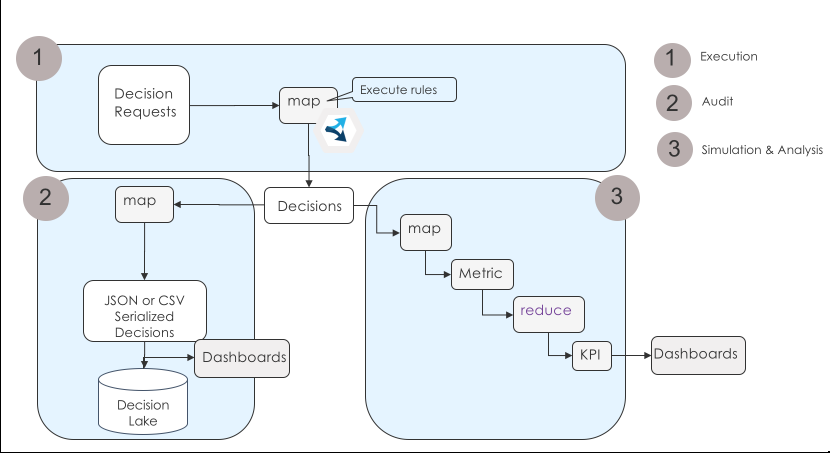 1
Decision
Requests
map
Execute rules
1 Execution
2 Audit
3 Simulation & Analysis
2
map
Decisions
3
map
Metric
reduce
KPI
Dashboards
JSON or CSV
Serialized
Decisions
Dashboards
Decision
Lake